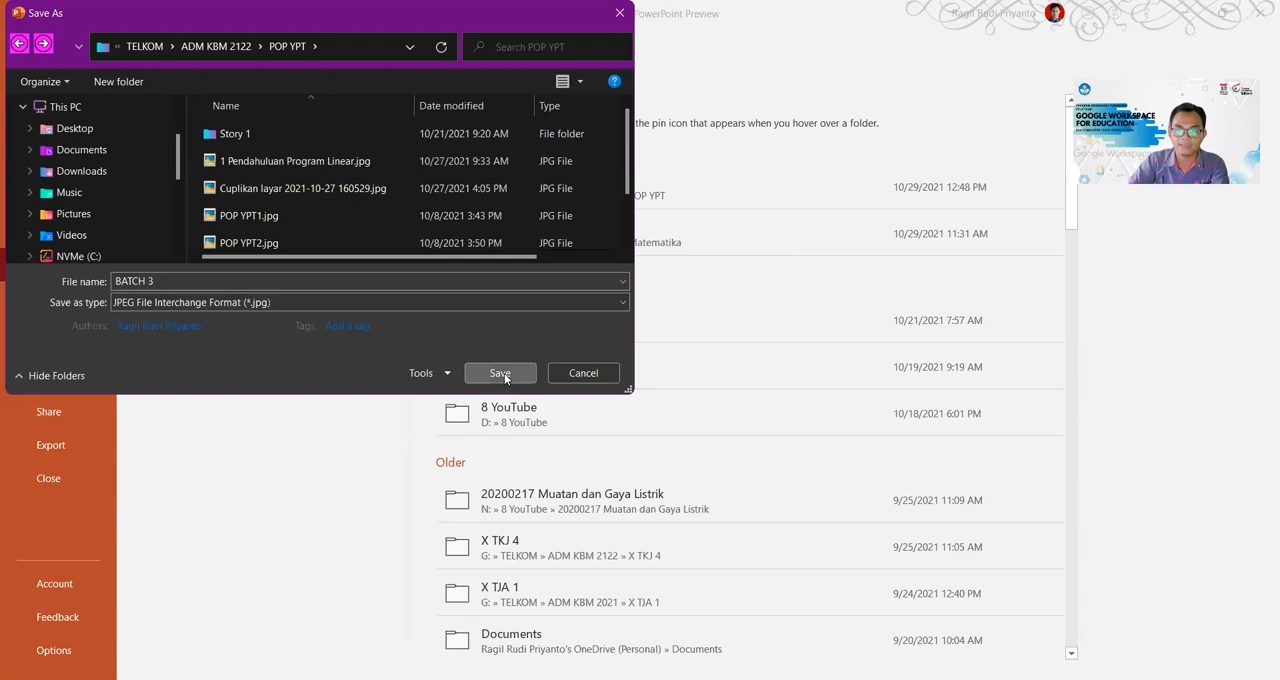 Save As
PowerPoint Preview
Ragil Rudi Priyanto
« TELKOM > ADM KBM 2122 > POP YPT >
Search POP YPT
Organize
New folder
This PC
Desktop
Documents
Downloads
Music
Pictures
Videos
NVMe (C:)
Name Date modified Type
Story 1 10/21/2021 9:20 AM File folder
1 Pendahuluan Program Linear.jpg 10/27/2021 9:33 AM JPG File
Cuplikan layar 2021-10-27 160529.jpg 10/27/2021 4:05 PM JPG File
POP YPT1.jpg 10/8/2021 3:43 PM JPG File
POP YPT2.jpg 10/8/2021 3:50 PM JPG File
File name: BATCH 3
Save as type: JPEG File Interchange Format (*.jpg)
Authors: Ragil Rudi Priyanto Tags: Add a tag
Hide Folders
Tools
Save
Cancel
the pin icon that appears when you hover over a folder.
GOOGLE WORKSPACE
FOR EDUCATION
10/29/2021 12:48 PM
POP YPT
10/29/2021 11:31 AM
Matematika
10/21/2021 7:57 AM
10/19/2021 9:19 AM
8 YouTube 10/18/2021 6:01 PM
D: » 8 YouTube
Older
20200217 Muatan dan Gaya Listrik 9/25/2021 11:09 AM
N: » 8 YouTube » 20200217 Muatan dan Gaya Listrik
X TKJ 4 9/25/2021 11:05 AM
G: » TELKOM » ADM KBM 2122 » X TKJ 4
X TJA 1 9/24/2021 12:40 PM
G: » TELKOM » ADM KBM 2021 » X TJA 1
Documents 9/20/2021 10:04 AM
Ragil Rudi Priyanto's OneDrive (Personal) » Documents
Share
Export
Close
Account
Feedback
Options